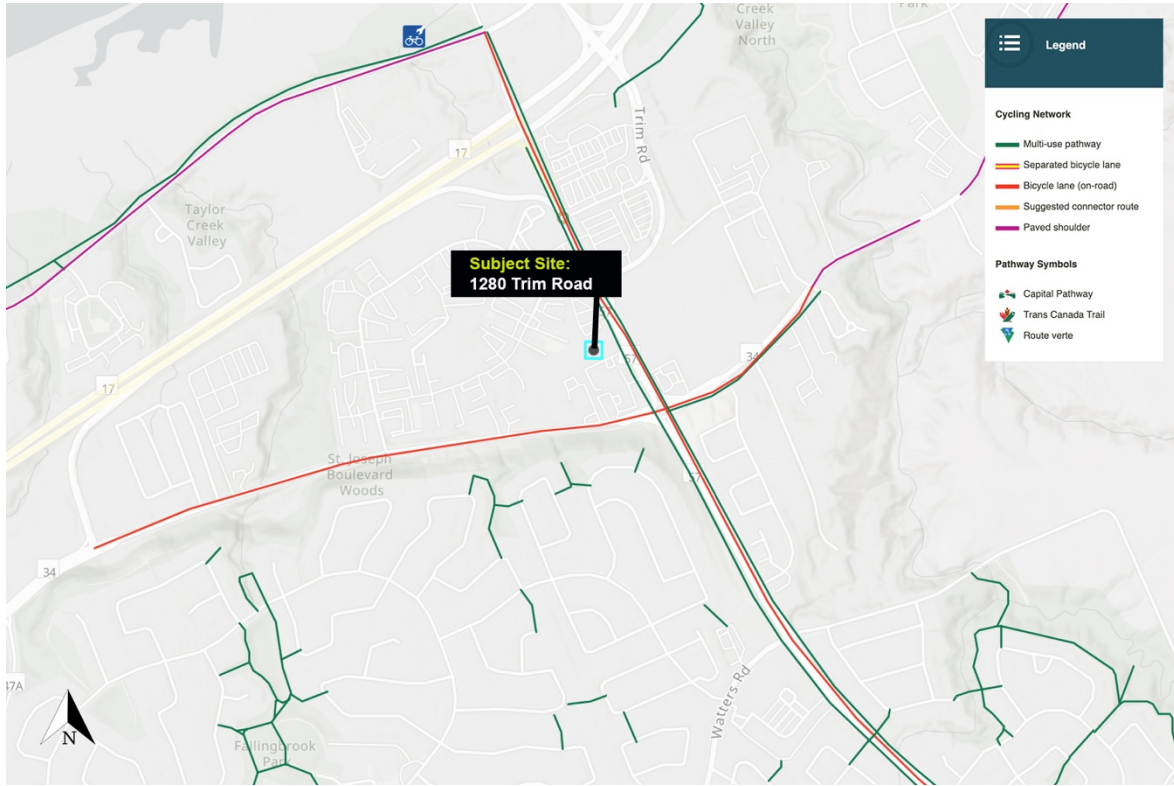 Creek
Valley
North
Park
Legend
Cycling Network
Multi-use pathway
Separated bicycle lane
Bicycle lane (on-road)
Suggested connector route
Paved shoulder
Pathway Symbols
Capital Pathway
Trans Canada Trail
Route verte
Trim Rd
17
Taylor
Creek
Valley
Subject Site:
1280 Trim Road
57
34
17
St. Joseph
Boulevard
Woods
57
34
47A
N
Watters Rd
Fallingbrook
Park